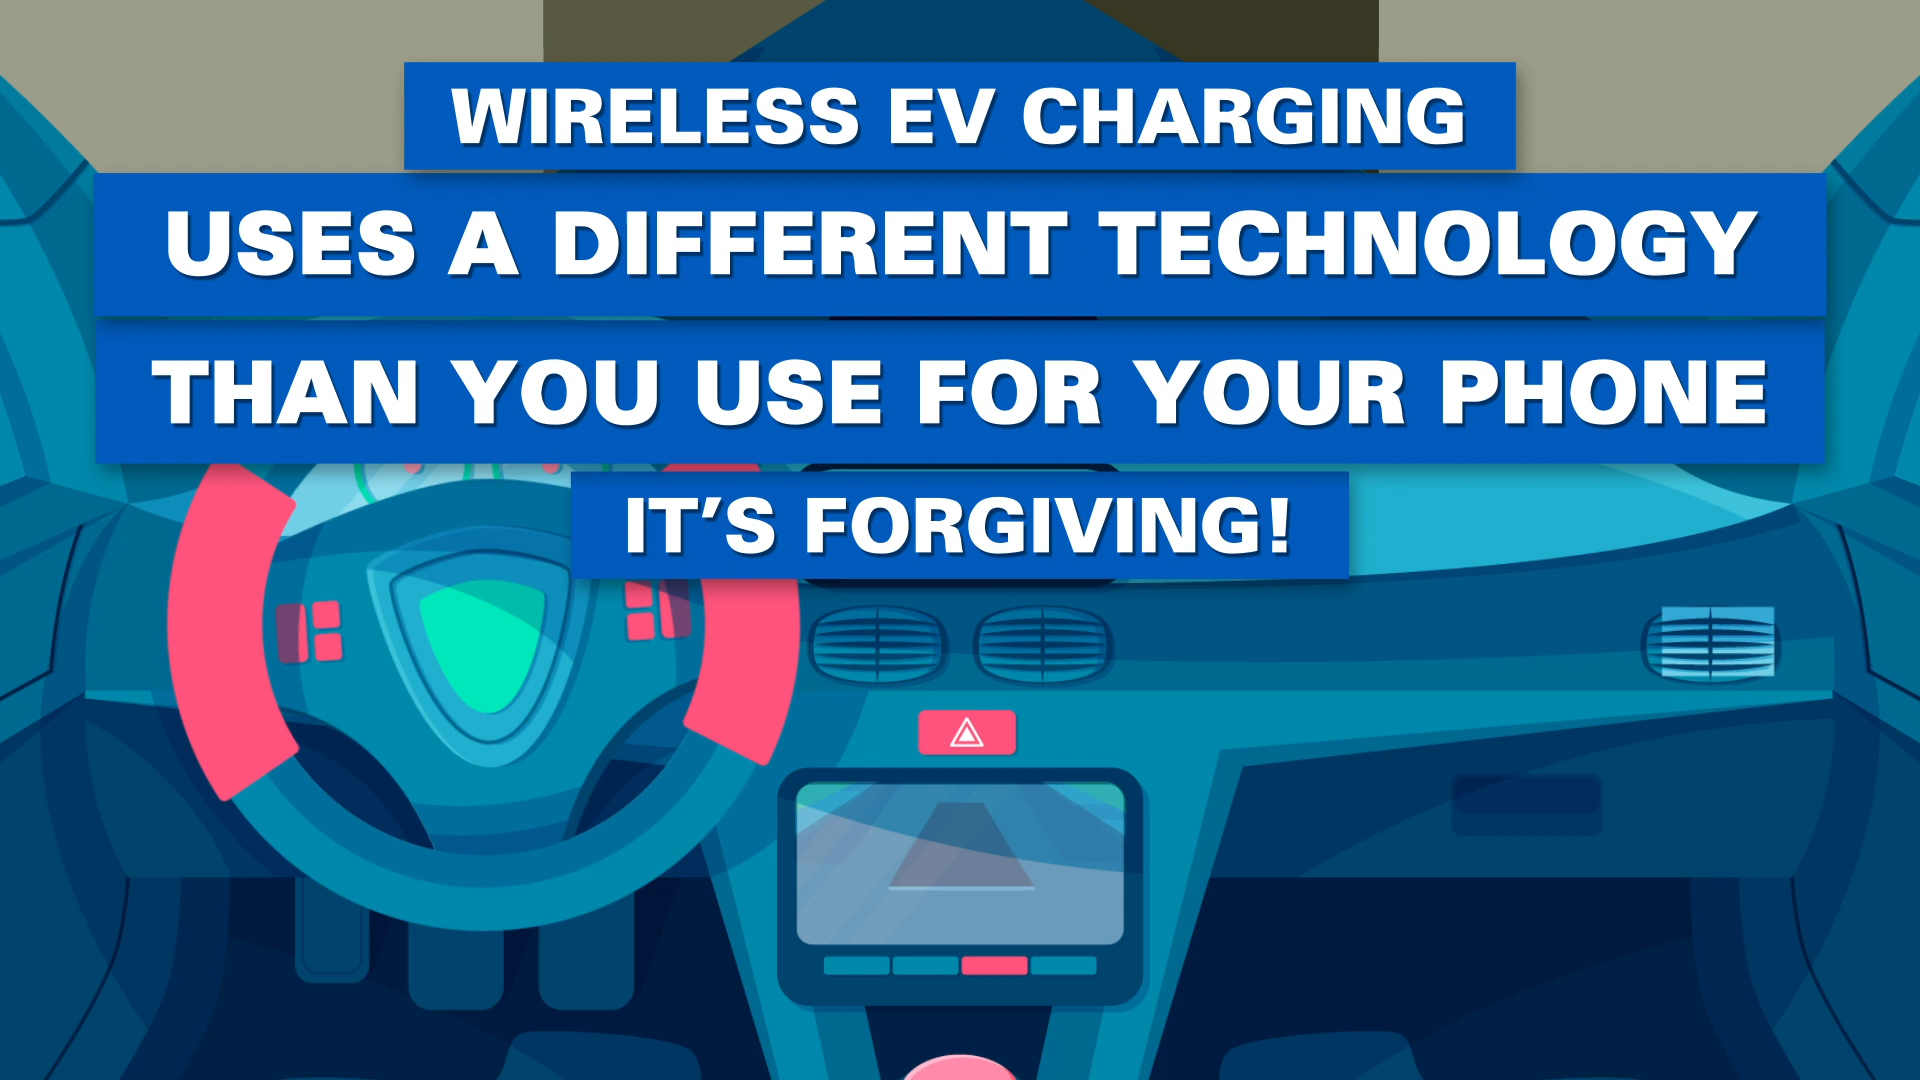 WIRELESS EV CHARGING
USES A DIFFERENT TECHNOLOGY
THAN YOU USE FOR YOUR PHONE
IT’S FORGIVING!